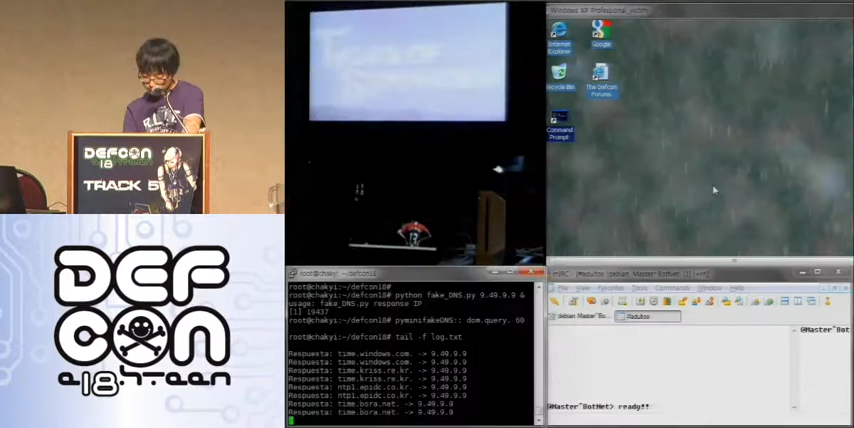 DEFCON
18
TRACK 5
DEF
CON
e18hteen
Windows XP Professional_victim
Internet
Explorer
Google
Recycle Bin
The Defcon
Forums
Command
Prompt
root@chakyi: ~/defcon18
root@chakyi:~/defcon18#
root@chakyi:~/defcon18# python fake_DNS.py 9.49.9.9 &
usage: fake_DNS.py response IP
[1] 19437
root@chakyi:~/defcon18# pyminifakeDNS:: dom.query. 60
root@chakyi:~/defcon18# tail -f log.txt
Respuesta: time.windows.com. -> 9.49.9.9
Respuesta: time.windows.com. -> 9.49.9.9
Respuesta: time.kriss.re.kr. -> 9.49.9.9
Respuesta: time.kriss.re.kr. -> 9.49.9.9
Respuesta: ntp1.epidc.co.kr. -> 9.49.9.9
Respuesta: ntp1.epidc.co.kr. -> 9.49.9.9
Respuesta: time.bora.net. -> 9.49.9.9
Respuesta: time.bora.net. -> 9.49.9.9
mIRC
File View Favorites Tools Commands Window Help
debian_Master^Bo
#adultos
@Master^Bot
@Master^BotNet> ready!!